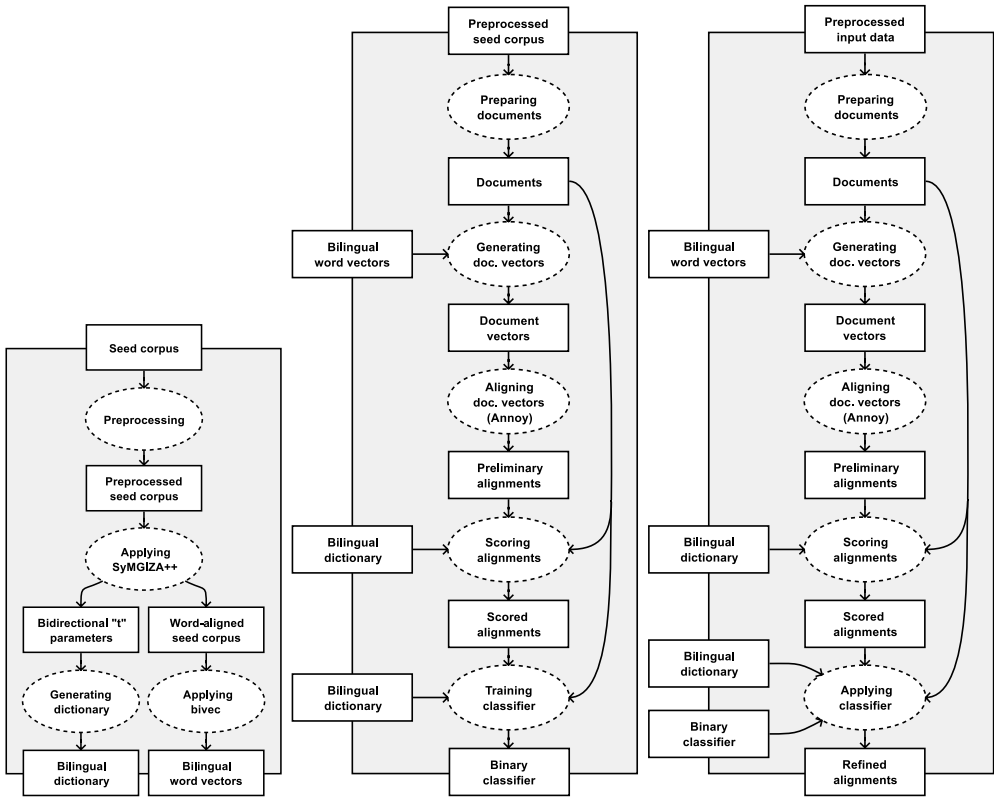 Seed corpus
Preprocessing
Preprocessed
seed corpus
Applying
SyMGIZA++
Bidirectional "t"
parameters
Word-aligned
seed corpus
Generating
dictionary
Applying
bivec
Bilingual
dictionary
Bilingual
word vectors
Preprocessed
seed corpus
Preparing
documents
Documents
Bilingual
word vectors
Generating
doc. vectors
Document
vectors
Aligning
doc. vectors
(Annoy)
Preliminary
alignments
Bilingual
dictionary
Scoring
alignments
Scored
alignments
Bilingual
dictionary
Training
classifier
Binary
classifier
Preprocessed
input data
Preparing
documents
Documents
Bilingual
word vectors
Generating
doc. vectors
Document
vectors
Aligning
doc. vectors
(Annoy)
Preliminary
alignments
Bilingual
dictionary
Scoring
alignments
Scored
alignments
Bilingual
dictionary
Applying
classifier
Binary
classifier
Refined
alignments